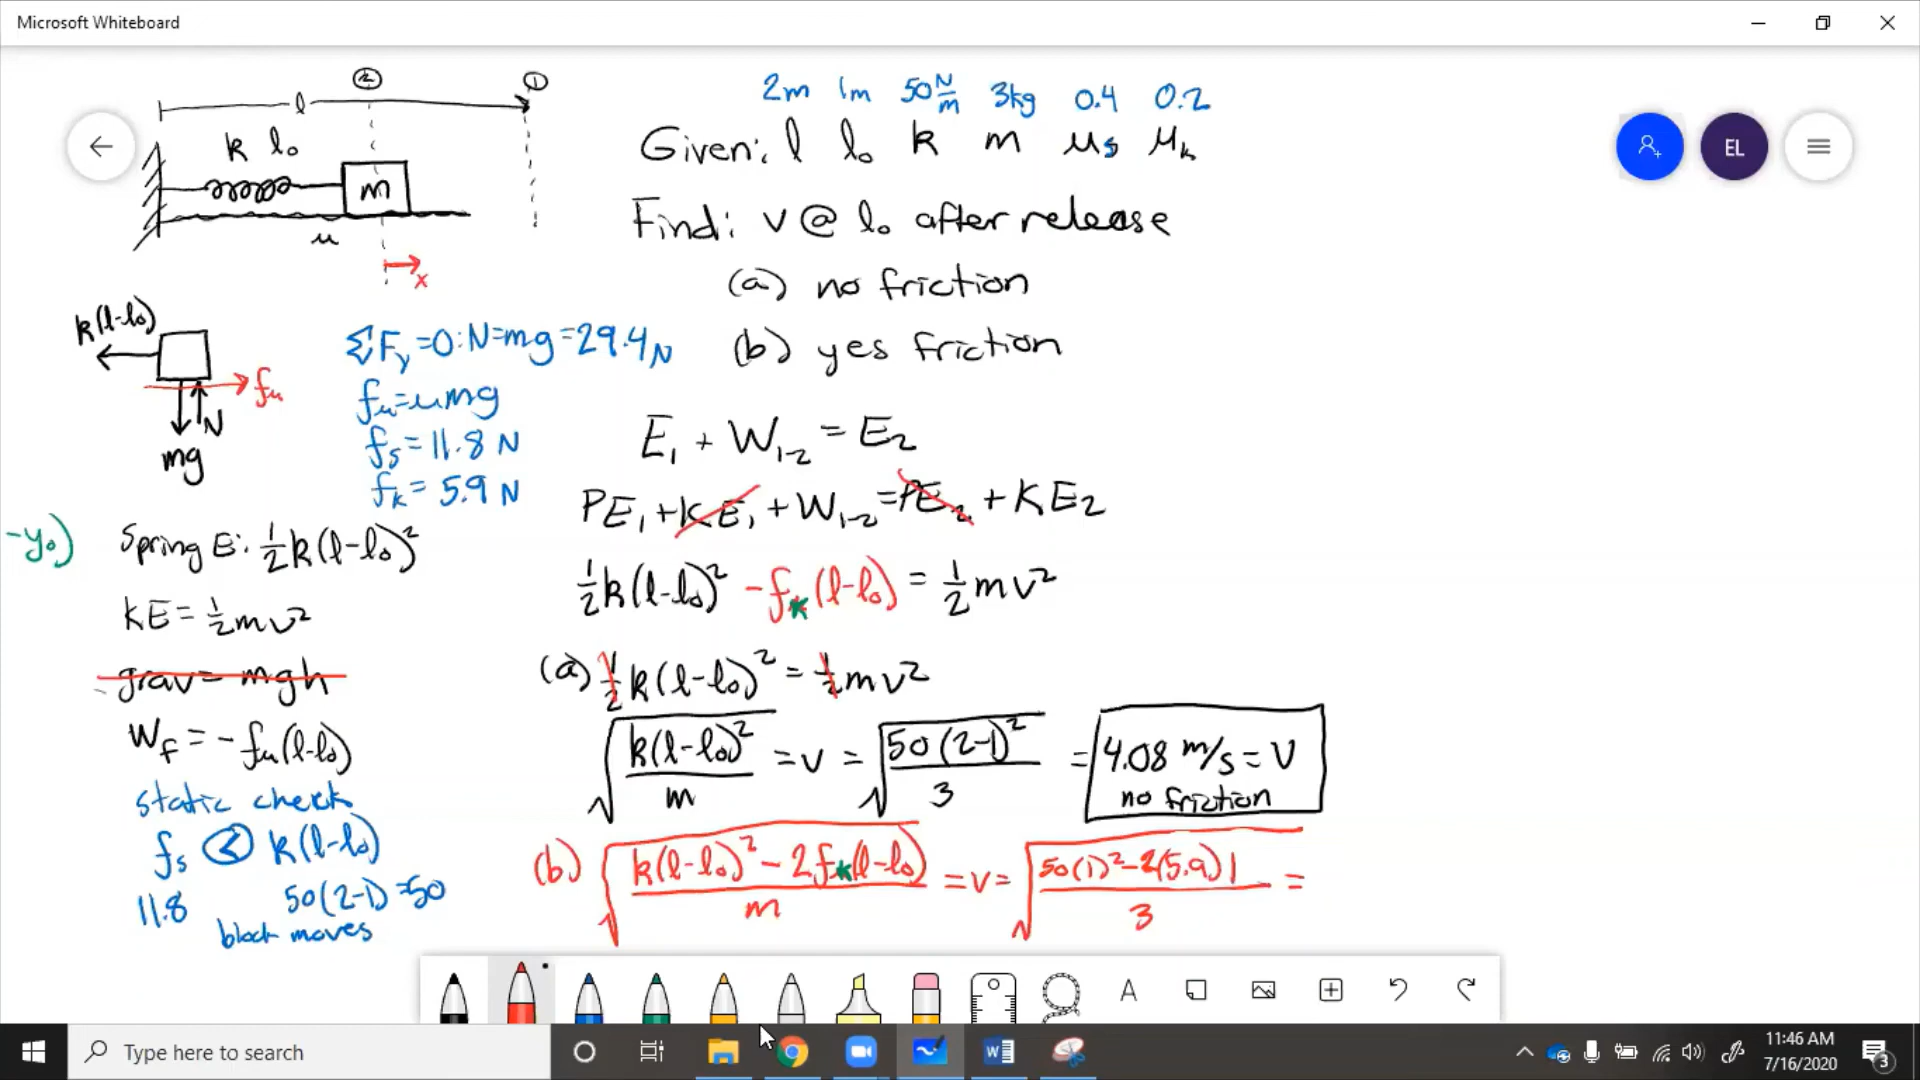 Microsoft Whiteboard
② ①
l
k l₀
m
μ
x
2m 1m 50 N/m 3kg 0.4 0.2
Given: l l₀ k m μs μk
Find: v @ l₀ after release
(a) no friction
(b) yes friction
EL
k(l-l₀)
fμ
N
mg
ΣFy=0: N=mg=29.4N
fμ=μmg
fs=11.8 N
fk=5.9 N
E₁ + W₁₋₂ = E₂
PE₁+KE₁+W₁₋₂=PE₂+KE₂
½k(l-l₀)² -fk(l-l₀) = ½mv²
-y₀)
Spring E: ½k(l-l₀)²
KE=½mv²
grav= mgh
Wf = -fμ(l-l₀)
static check
fs < k(l-l₀)
11.8 50(2-1)=50
block moves
(a) ½k(l-l₀)² = ½mv²
√(k(l-l₀)²/m) = v = √(50(2-1)²/3) = 4.08 m/s = v
no friction
(b) √((k(l-l₀)² - 2fk(l-l₀))/m) = v = √((50(1)²-2(5.9)1)/3) =
A
Type here to search
11:46 AM
7/16/2020
3